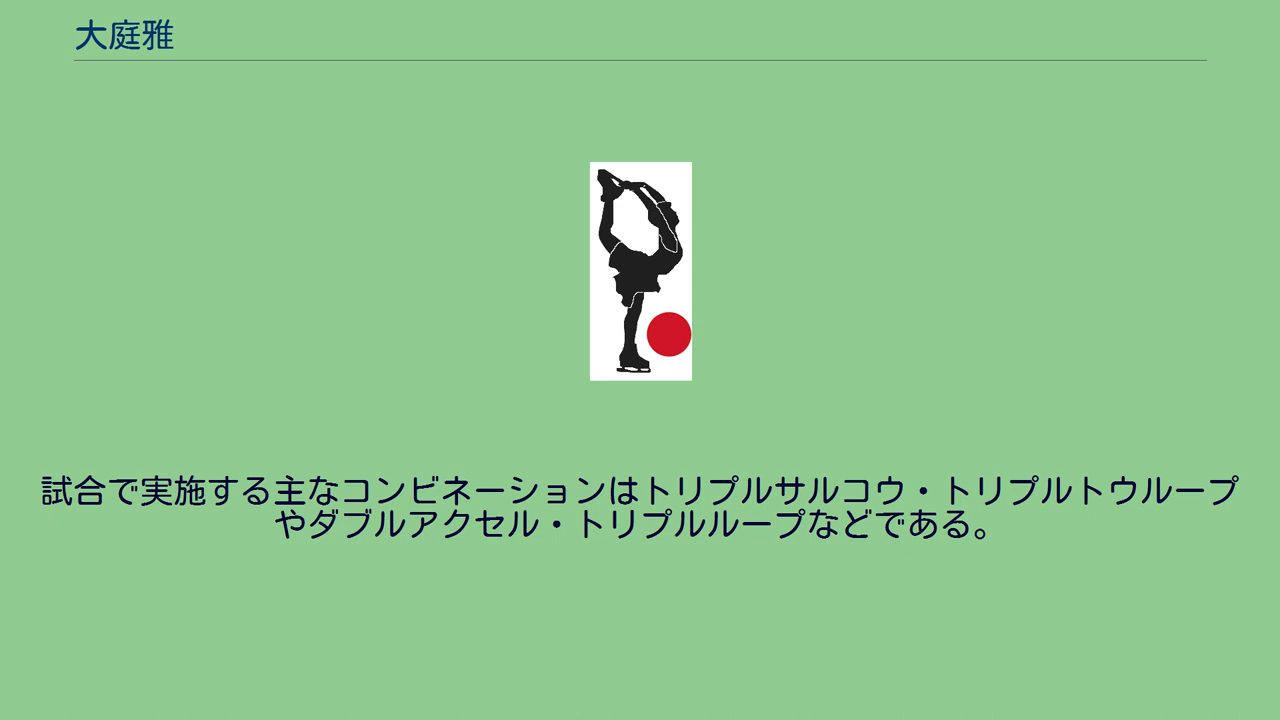 大庭雅
試合で実施する主なコンビネーションはトリプルサルコウ・トリプルトウループ
やダブルアクセル・トリプルループなどである。